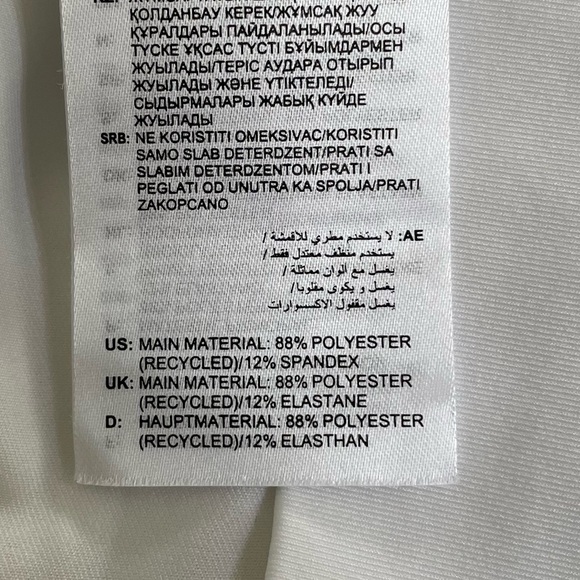 ҚОЛДАНБАУ КЕРЕК/ЖҰМСАҚ ЖУУ
ҚҰРАЛДАРЫ ПАЙДАЛАНЫЛАДЫ/ОСЫ
ТҮСКЕ ҰҚСАС ТҮСТІ БҰЙЫМДАРМЕН
ЖУЫЛАДЫ/ТЕРІС АУДАРА ОТЫРЫП
ЖУЫЛАДЫ ЖӘНЕ ҮТІКТЕЛЕДІ/
СЫДЫРМАЛАРЫ ЖАБЫҚ КҮЙДЕ
ЖУЫЛАДЫ
SRB: NE KORISTITI OMEKSIVAC/KORISTITI
SAMO SLAB DETERDZENT/PRATI SA
SLABIM DETERDZENTOM/PRATI I
PEGLATI OD UNUTRA KA SPOLJA/PRATI
ZAKOPCANO
AE: لا يستخدم مطري للأقمشة /
يستخدم منظف معتدل فقط /
يغسل مع ألوان مماثلة /
يغسل و يكوى مقلوبا/
يغسل مقفول الاكسسوارات
US: MAIN MATERIAL: 88% POLYESTER
(RECYCLED)/12% SPANDEX
UK: MAIN MATERIAL: 88% POLYESTER
(RECYCLED)/12% ELASTANE
D: HAUPTMATERIAL: 88% POLYESTER
(RECYCLED)/12% ELASTHAN